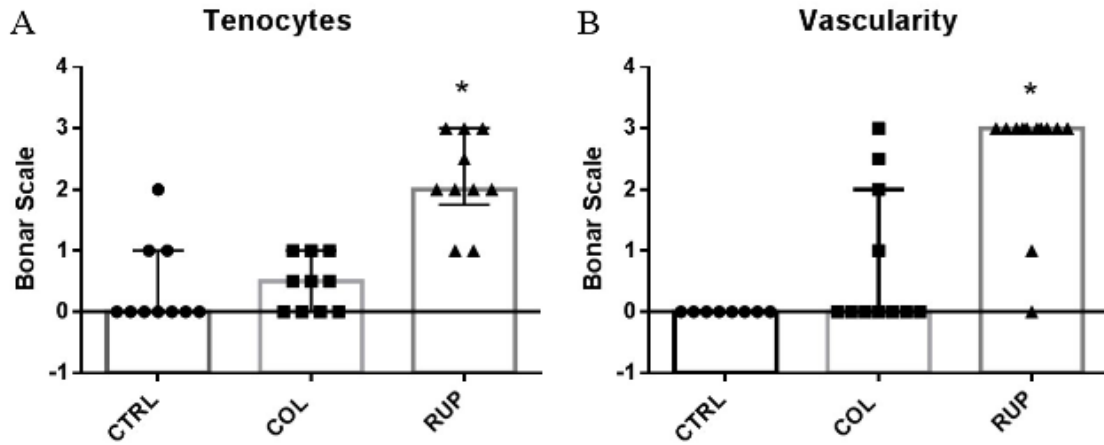 A
Tenocytes
Bonar Scale
4
3
2
1
0
-1
*
CTRL
COL
RUP
B
Vascularity
Bonar Scale
4
3
2
1
0
-1
*
CTRL
COL
RUP